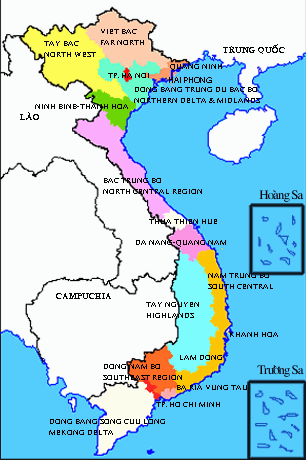 VIET BAC
FAR NORTH
TAY BAC
NORTH WEST
TRUNG QUỐC
QUANG NINH
TP. HA NOI
HAI PHONG
DONG BANG TRUNG DU BAC BO
NORTHERN DELTA & MIDLANDS
NINH BINH-THANH HOA
LÀO
BAC TRUNG BO
NORTH CENTRAL REGION
Hoàng Sa
THUA THIEN HUE
DA NANG-QUANG NAM
NAM TRUNG BO
SOUTH CENTRAL
CAMPUCHIA
TAY NGUYEN
HIGHLANDS
KHANH HOA
LAM DONG
DONG NAM BO
SOUTHEAST REGION
Trường Sa
BA RIA VUNG TAU
TP. HO CHI MINH
DONG BANG SONG CUU LONG
MEKONG DELTA